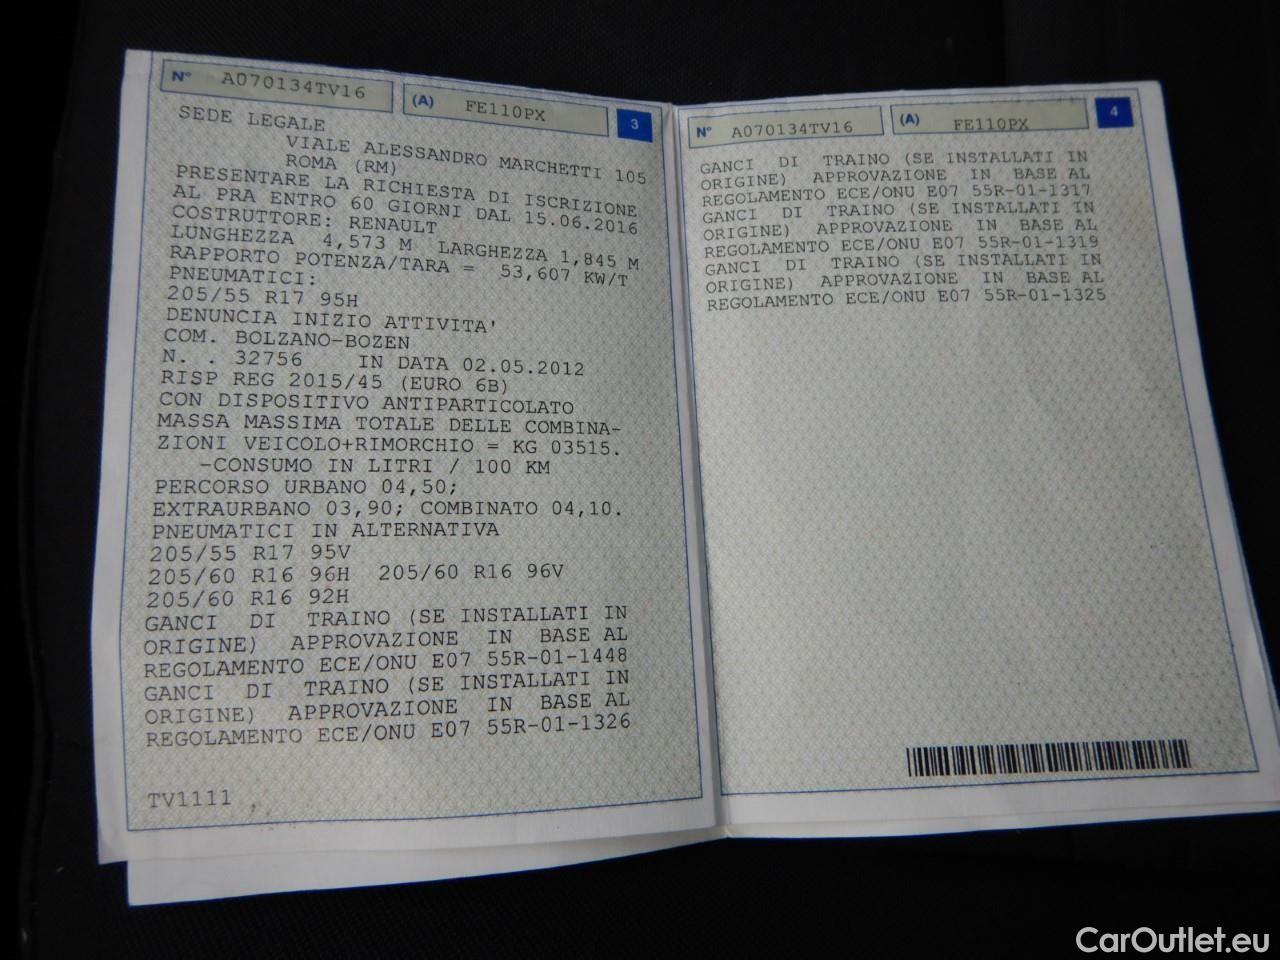 N° A070134TV16 (A) FE110PX 3
SEDE LEGALE
VIALE ALESSANDRO MARCHETTI 105
ROMA (RM)
PRESENTARE LA RICHIESTA DI ISCRIZIONE
AL PRA ENTRO 60 GIORNI DAL 15.06.2016
COSTRUTTORE: RENAULT
LUNGHEZZA 4,573 M LARGHEZZA 1,845 M
RAPPORTO POTENZA/TARA = 53,607 KW/T
PNEUMATICI:
205/55 R17 95H
DENUNCIA INIZIO ATTIVITA'
COM. BOLZANO-BOZEN
N. . 32756 IN DATA 02.05.2012
RISP REG 2015/45 (EURO 6B)
CON DISPOSITIVO ANTIPARTICOLATO
MASSA MASSIMA TOTALE DELLE COMBINA-
ZIONI VEICOLO+RIMORCHIO = KG 03515.
-CONSUMO IN LITRI / 100 KM
PERCORSO URBANO 04,50;
EXTRAURBANO 03,90; COMBINATO 04,10.
PNEUMATICI IN ALTERNATIVA
205/55 R17 95V
205/60 R16 96H 205/60 R16 96V
205/60 R16 92H
GANCI DI TRAINO (SE INSTALLATI IN
ORIGINE) APPROVAZIONE IN BASE AL
REGOLAMENTO ECE/ONU E07 55R-01-1448
GANCI DI TRAINO (SE INSTALLATI IN
ORIGINE) APPROVAZIONE IN BASE AL
REGOLAMENTO ECE/ONU E07 55R-01-1326
TV1111
N° A070134TV16 (A) FE110PX 4
GANCI DI TRAINO (SE INSTALLATI IN
ORIGINE) APPROVAZIONE IN BASE AL
REGOLAMENTO ECE/ONU E07 55R-01-1317
GANCI DI TRAINO (SE INSTALLATI IN
ORIGINE) APPROVAZIONE IN BASE AL
REGOLAMENTO ECE/ONU E07 55R-01-1319
GANCI DI TRAINO (SE INSTALLATI IN
ORIGINE) APPROVAZIONE IN BASE AL
REGOLAMENTO ECE/ONU E07 55R-01-1325
CarOutlet.eu